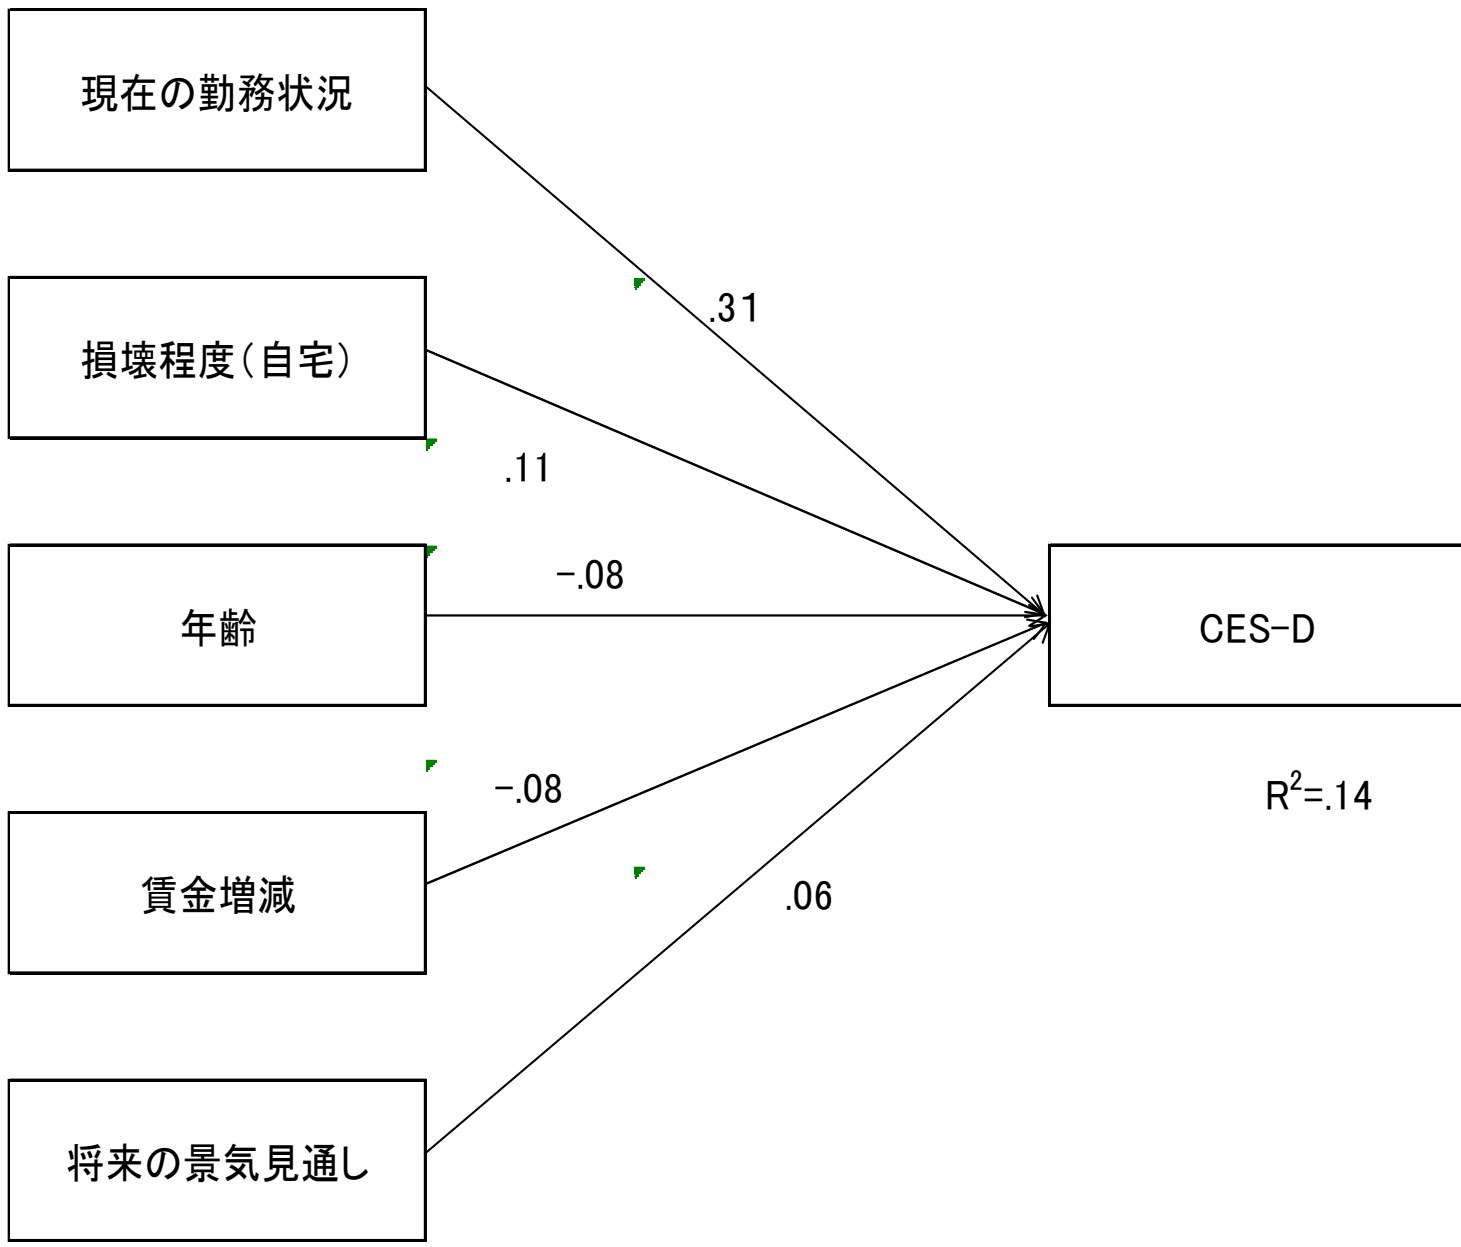 現在の勤務状況
.31
損壊程度(自宅)
.11
-.08
年齢
CES-D
-.08
R²=.14
賃金増減
.06
将来の景気見通し